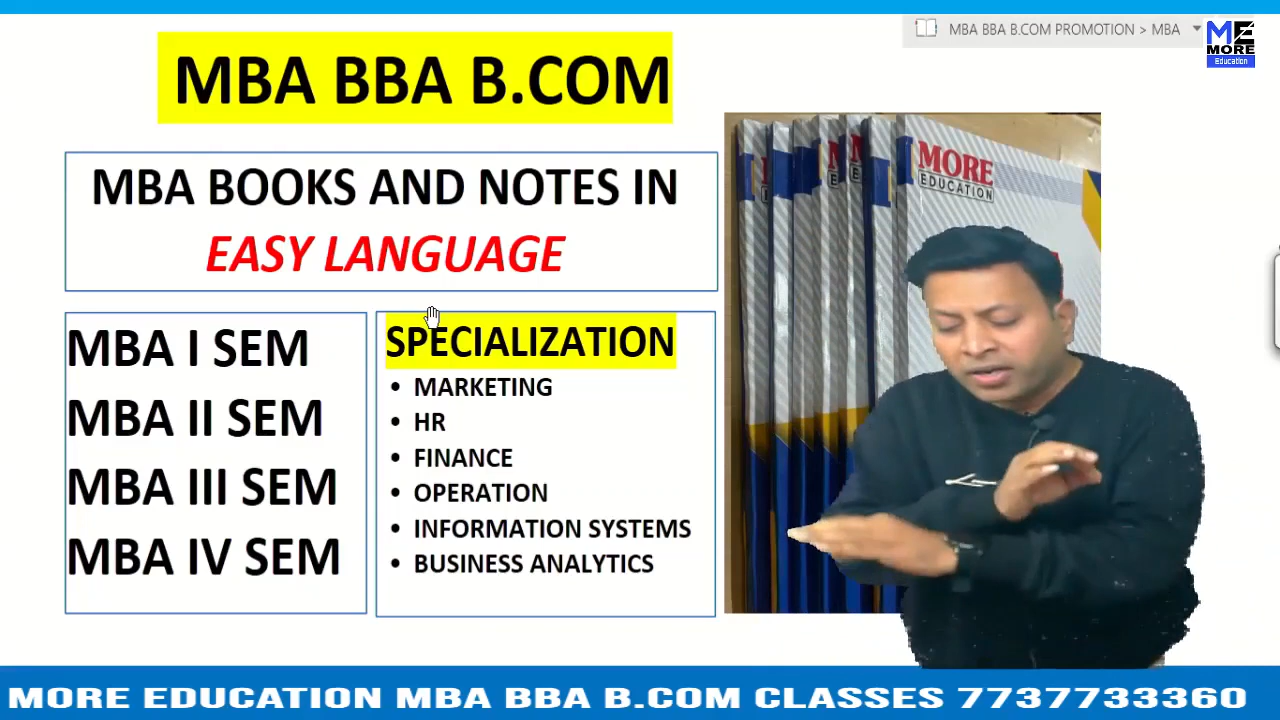 MBA BBA B.COM PROMOTION > MBA
ME
MORE
Education
MBA BBA B.COM
MBA BOOKS AND NOTES IN
EASY LANGUAGE
MBA I SEM
MBA II SEM
MBA III SEM
MBA IV SEM
SPECIALIZATION
• MARKETING
• HR
• FINANCE
• OPERATION
• INFORMATION SYSTEMS
• BUSINESS ANALYTICS
MORE
EDUCATION
MORE EDUCATION MBA BBA B.COM CLASSES 7737733360